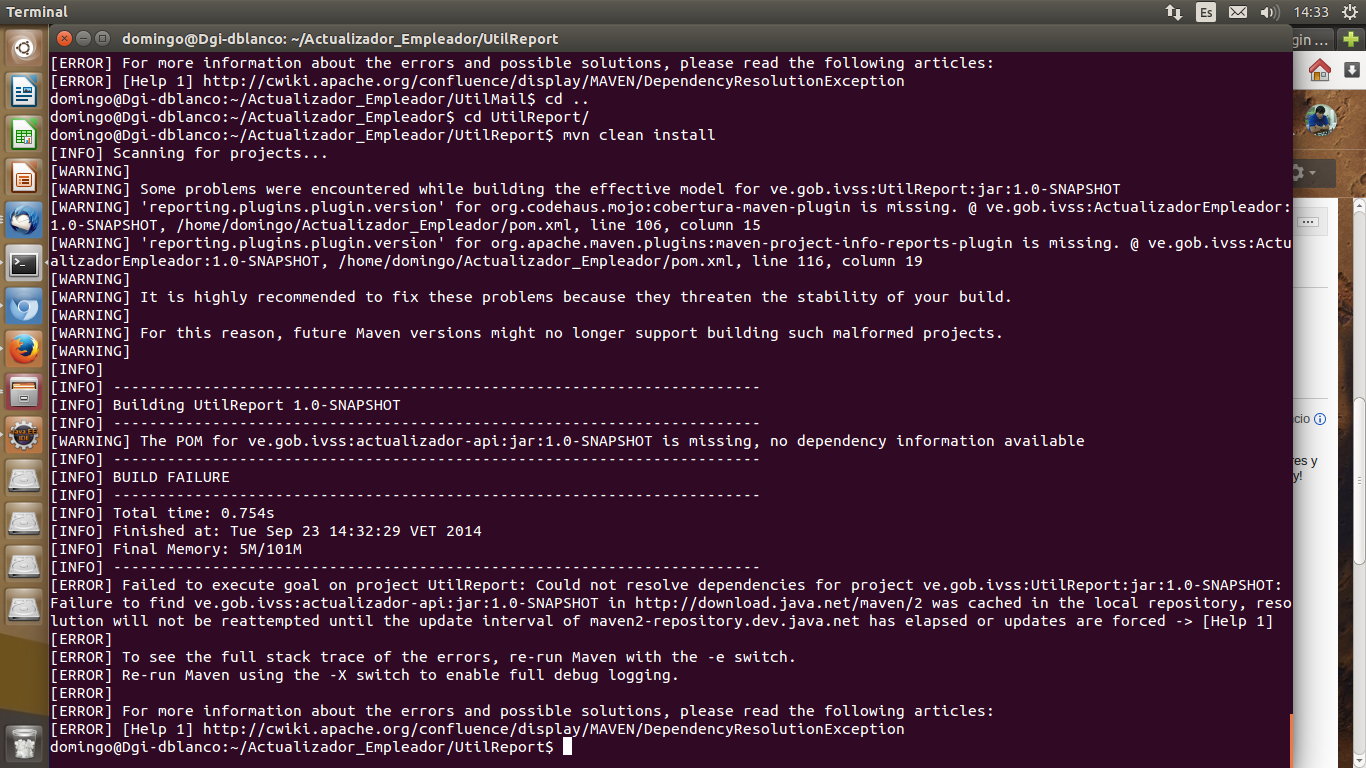 Terminal
Es
14:33
domingo@Dgi-dblanco: ~/Actualizador_Empleador/UtilReport
gin ...
[ERROR] For more information about the errors and possible solutions, please read the following articles:
[ERROR] [Help 1] http://cwiki.apache.org/confluence/display/MAVEN/DependencyResolutionException
domingo@Dgi-dblanco:~/Actualizador_Empleador/UtilMail$ cd ..
domingo@Dgi-dblanco:~/Actualizador_Empleador$ cd UtilReport/
domingo@Dgi-dblanco:~/Actualizador_Empleador/UtilReport$ mvn clean install
[INFO] Scanning for projects...
[WARNING]
[WARNING] Some problems were encountered while building the effective model for ve.gob.ivss:UtilReport:jar:1.0-SNAPSHOT
[WARNING] 'reporting.plugins.plugin.version' for org.codehaus.mojo:cobertura-maven-plugin is missing. @ ve.gob.ivss:ActualizadorEmpleador:
1.0-SNAPSHOT, /home/domingo/Actualizador_Empleador/pom.xml, line 106, column 15
[WARNING] 'reporting.plugins.plugin.version' for org.apache.maven.plugins:maven-project-info-reports-plugin is missing. @ ve.gob.ivss:Actu
alizadorEmpleador:1.0-SNAPSHOT, /home/domingo/Actualizador_Empleador/pom.xml, line 116, column 19
[WARNING]
[WARNING] It is highly recommended to fix these problems because they threaten the stability of your build.
[WARNING]
[WARNING] For this reason, future Maven versions might no longer support building such malformed projects.
[WARNING]
[INFO]
[INFO] ------------------------------------------------------------------------
[INFO] Building UtilReport 1.0-SNAPSHOT
[INFO] ------------------------------------------------------------------------
[WARNING] The POM for ve.gob.ivss:actualizador-api:jar:1.0-SNAPSHOT is missing, no dependency information available
[INFO] ------------------------------------------------------------------------
[INFO] BUILD FAILURE
[INFO] ------------------------------------------------------------------------
[INFO] Total time: 0.754s
[INFO] Finished at: Tue Sep 23 14:32:29 VET 2014
[INFO] Final Memory: 5M/101M
[INFO] ------------------------------------------------------------------------
[ERROR] Failed to execute goal on project UtilReport: Could not resolve dependencies for project ve.gob.ivss:UtilReport:jar:1.0-SNAPSHOT:
Failure to find ve.gob.ivss:actualizador-api:jar:1.0-SNAPSHOT in http://download.java.net/maven/2 was cached in the local repository, reso
lution will not be reattempted until the update interval of maven2-repository.dev.java.net has elapsed or updates are forced -> [Help 1]
[ERROR]
[ERROR] To see the full stack trace of the errors, re-run Maven with the -e switch.
[ERROR] Re-run Maven using the -X switch to enable full debug logging.
[ERROR]
[ERROR] For more information about the errors and possible solutions, please read the following articles:
[ERROR] [Help 1] http://cwiki.apache.org/confluence/display/MAVEN/DependencyResolutionException
domingo@Dgi-dblanco:~/Actualizador_Empleador/UtilReport$
cio
res y
y!
Java EE
IDE